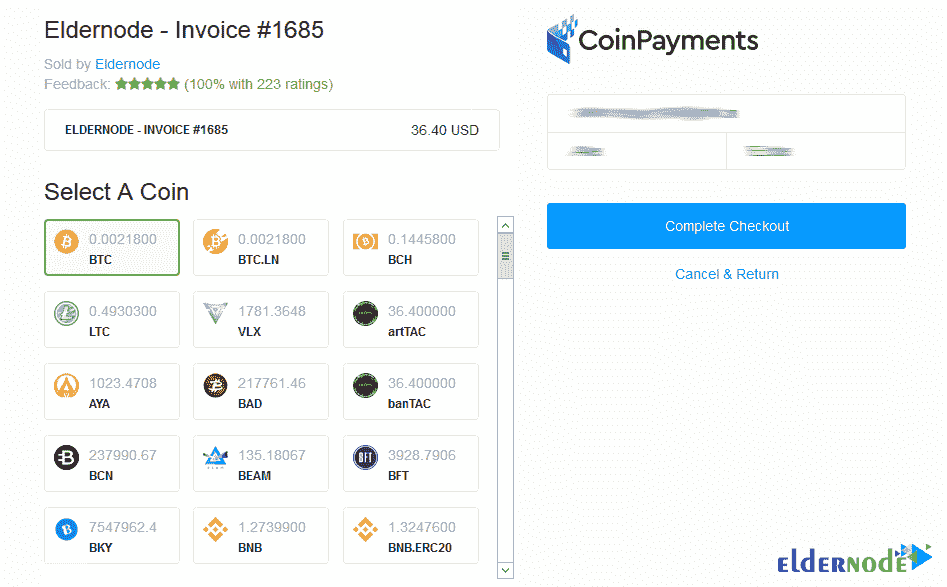 Eldernode - Invoice #1685
Sold by Eldernode
Feedback: ★★★★★ (100% with 223 ratings)
ELDERNODE - INVOICE #1685 36.40 USD
Select A Coin
0.0021800
BTC
0.0021800
BTC.LN
0.1445800
BCH
0.4930300
LTC
1781.3648
VLX
36.400000
artTAC
1023.4708
AYA
217761.46
BAD
36.400000
banTAC
237990.67
BCN
135.18067
BEAM
BFT
3928.7906
BFT
7547962.4
BKY
1.2739900
BNB
1.3247600
BNB.ERC20
CoinPayments
Complete Checkout
Cancel & Return
eldernode